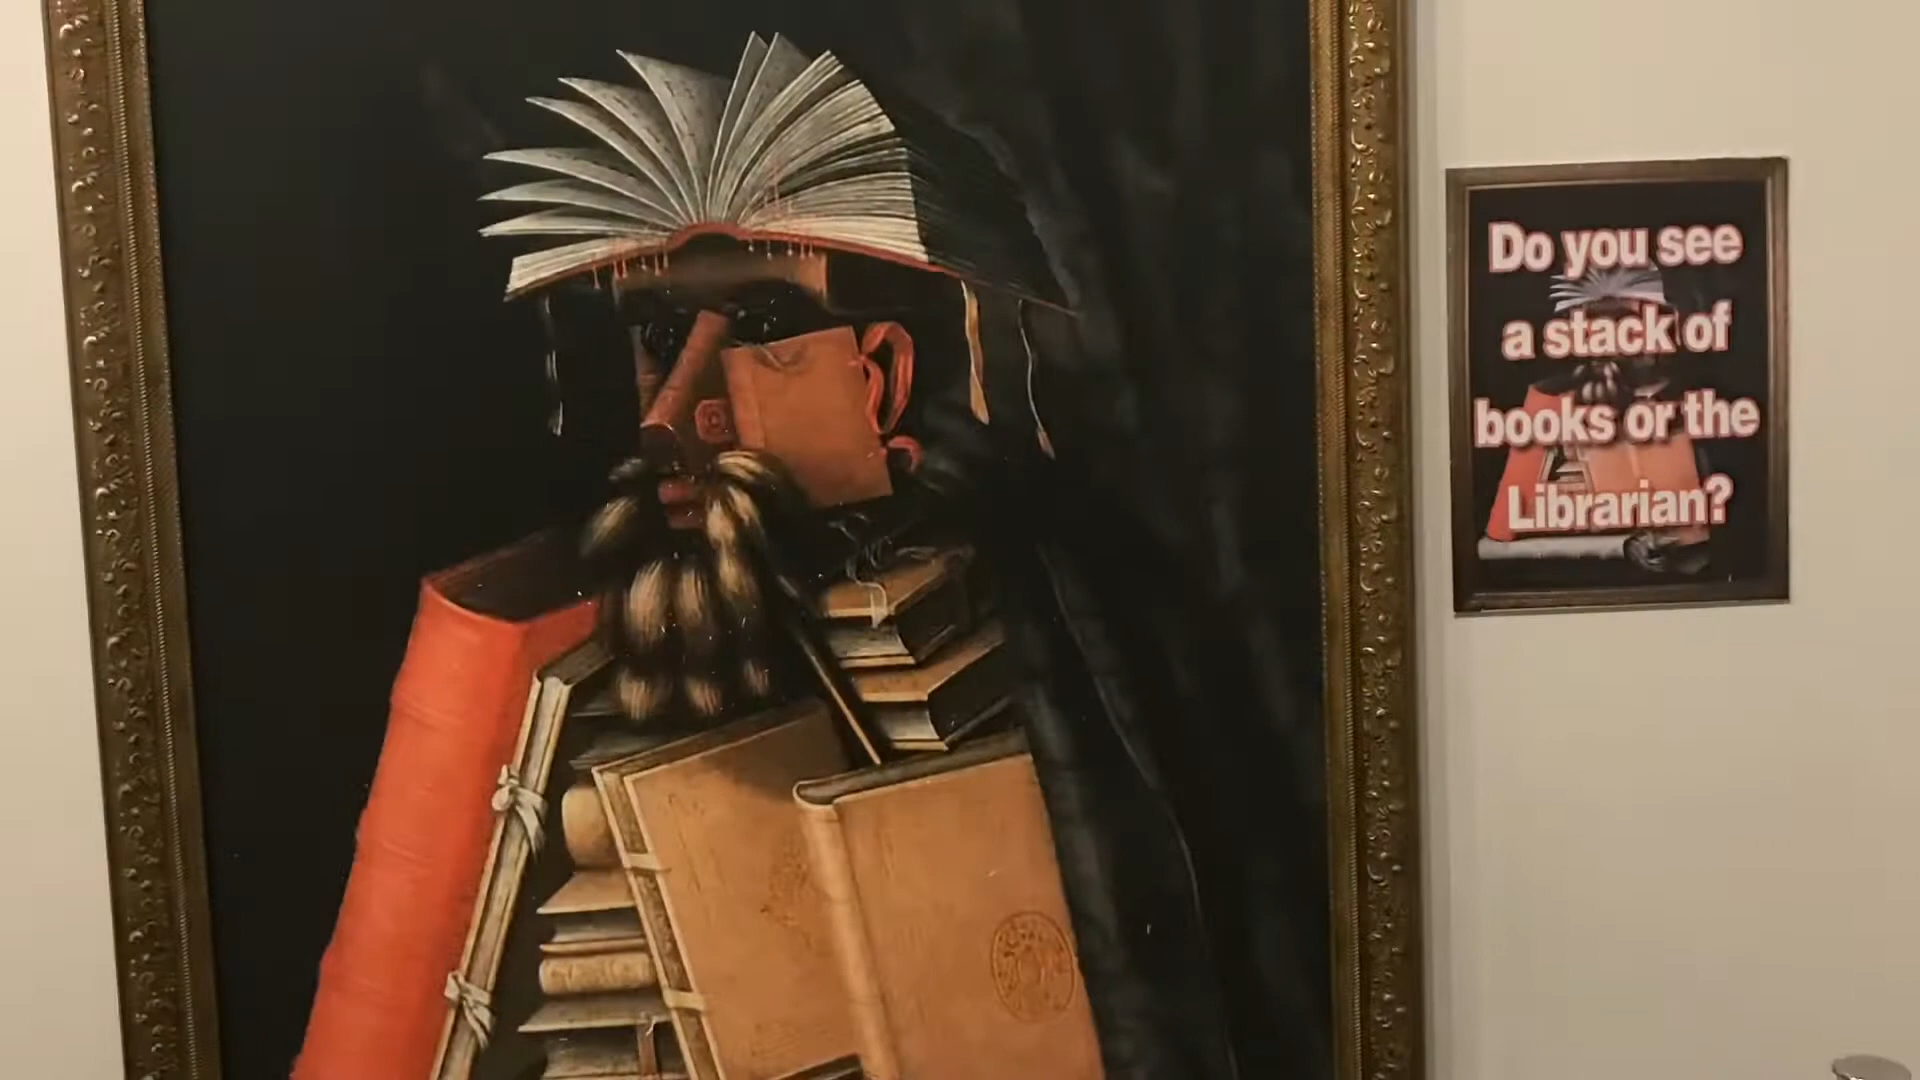 Do you see
a stack of
books or the
Librarian?